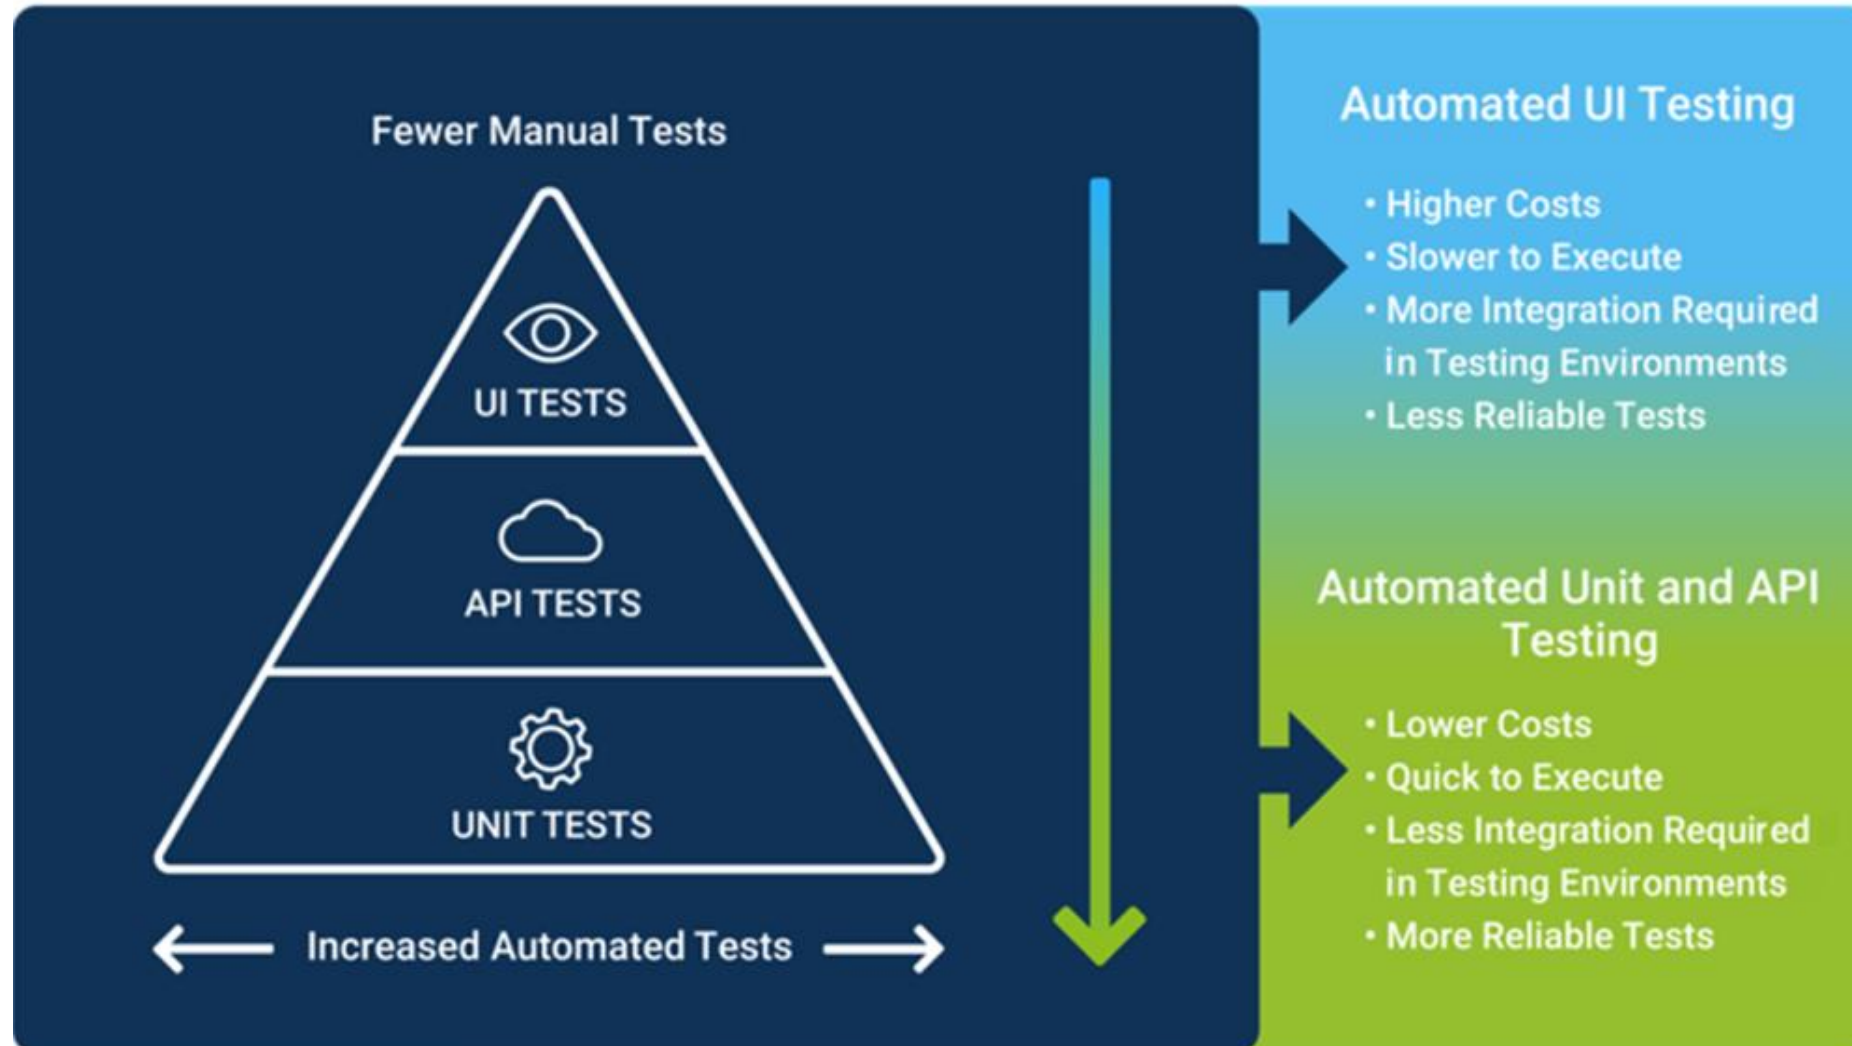 Fewer Manual Tests
UI TESTS
API TESTS
UNIT TESTS
Increased Automated Tests
Automated UI Testing
• Higher Costs
• Slower to Execute
• More Integration Required
in Testing Environments
• Less Reliable Tests
Automated Unit and API
Testing
• Lower Costs
• Quick to Execute
• Less Integration Required
in Testing Environments
• More Reliable Tests